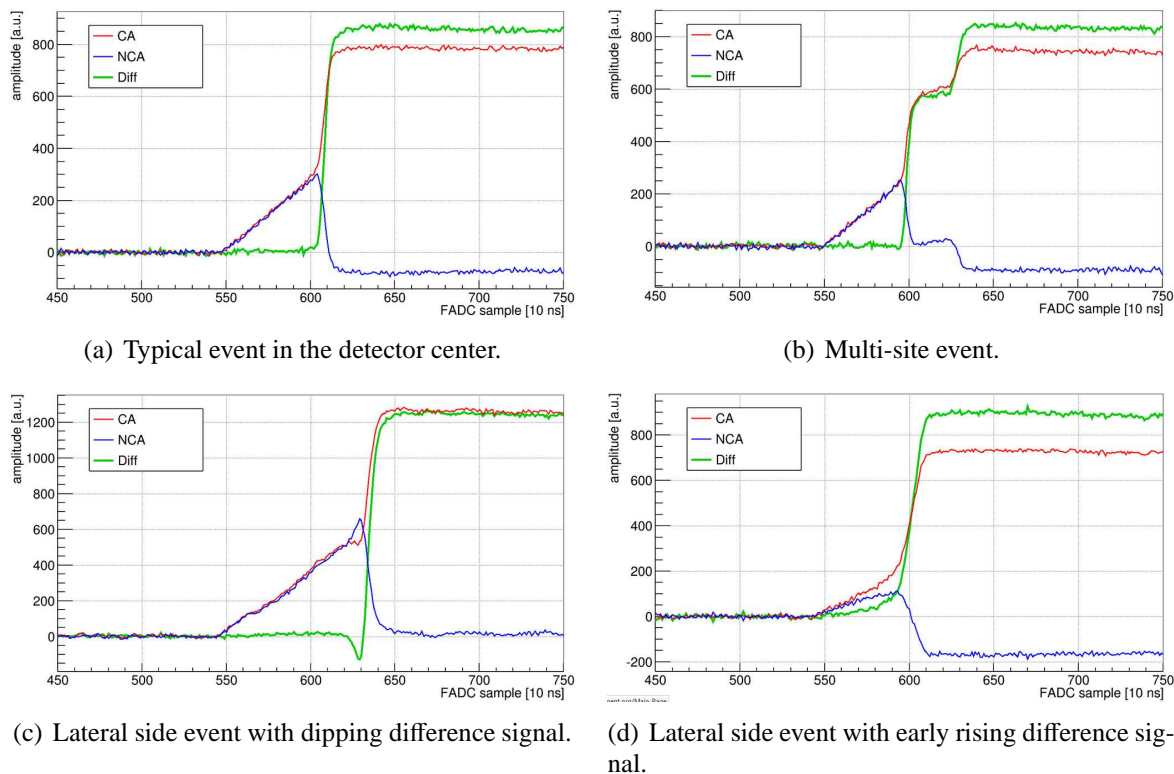 amplitude [a.u.]
800
600
400
200
0
CA
NCA
Diff
450 500 550 600 650 700 750
FADC sample [10 ns]
(a) Typical event in the detector center.
amplitude [a.u.]
800
600
400
200
0
CA
NCA
Diff
450 500 550 600 650 700 750
FADC sample [10 ns]
(b) Multi-site event.
amplitude [a.u.]
1200
1000
800
600
400
200
0
CA
NCA
Diff
450 500 550 600 650 700 750
FADC sample [10 ns]
(c) Lateral side event with dipping difference signal.
amplitude [a.u.]
800
600
400
200
0
-200
CA
NCA
Diff
450 500 550 600 650 700 750
FADC sample [10 ns]
(d) Lateral side event with early rising difference sig-
nal.